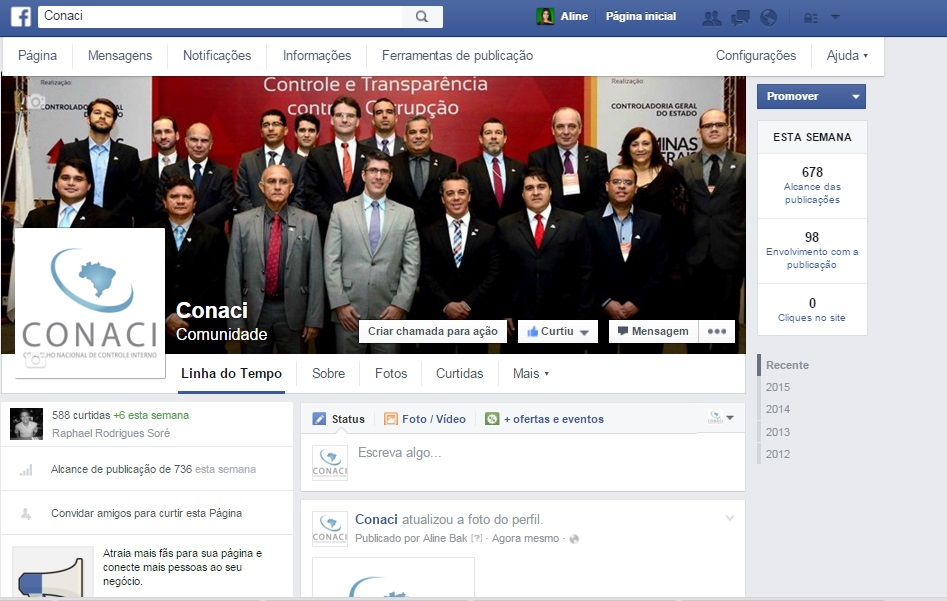 Conaci
Aline
Página inicial
Página
Mensagens
Notificações
Informações
Ferramentas de publicação
Configurações
Ajuda
Realização:
CONTROLADORIA GERAL
DO ESTADO
Controle e Transparência
contra a Corrupção
Realização:
CONTROLADORIA GERAL
DO ESTADO
MINAS
GERAIS
CONACI
CONSELHO NACIONAL DE CONTROLE INTERNO
Conaci
Comunidade
Criar chamada para ação
Curtiu
Mensagem
Linha do Tempo
Sobre
Fotos
Curtidas
Mais
Promover
ESTA SEMANA
678
Alcance das
publicações
98
Envolvimento com a
publicação
0
Cliques no site
Recente
2015
2014
2013
2012
588 curtidas +6 esta semana
Raphael Rodrigues Soré
Alcance de publicação de 736 esta semana
Convidar amigos para curtir esta Página
Atraia mais fãs para sua página e
conecte mais pessoas ao seu
negócio.
Status
Foto / Vídeo
+ ofertas e eventos
CONACI
Escreva algo...
CONACI
Conaci atualizou a foto do perfil.
Publicado por Aline Bak [?] · Agora mesmo ·